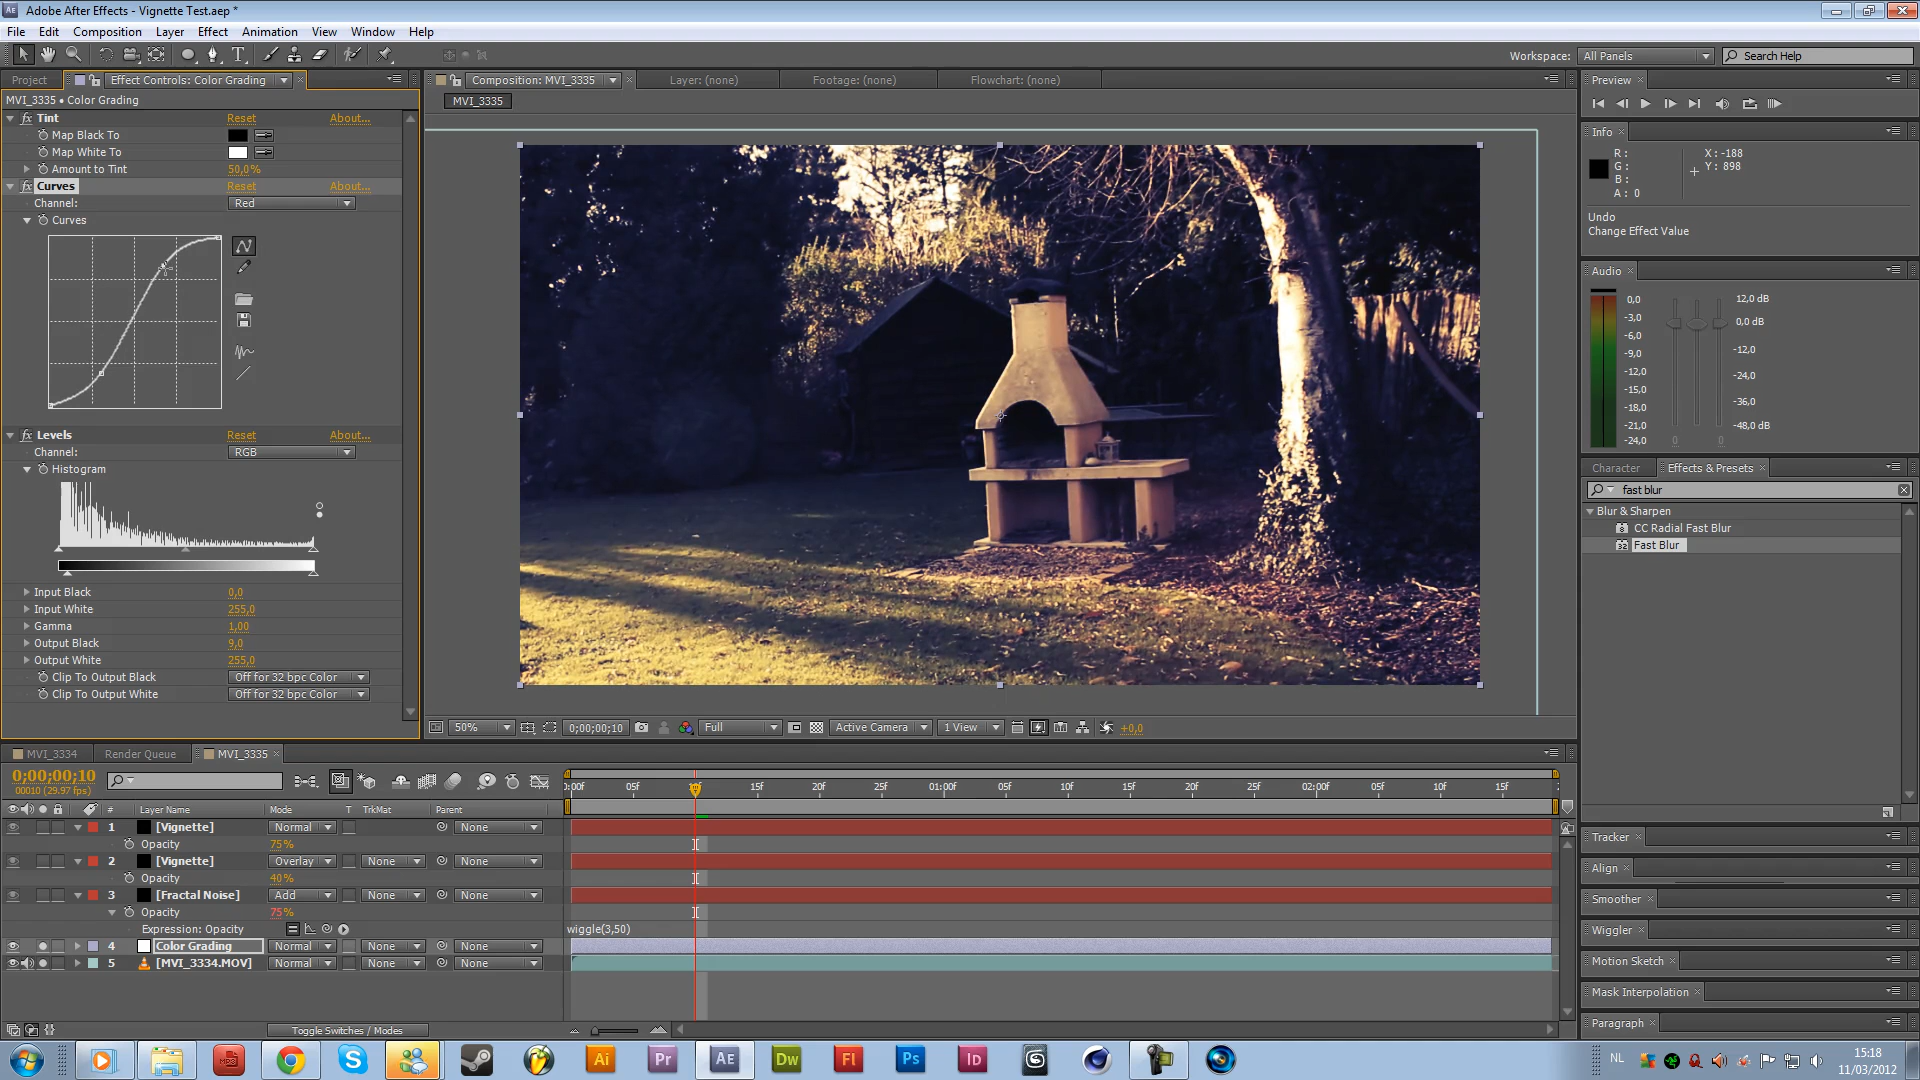 Adobe After Effects - Vignette Test.aep *
File Edit Composition Layer Effect Animation View Window Help
Workspace: All Panels Search Help
Project Effect Controls: Color Grading
MVI_3335 • Color Grading
fx Tint Reset About...
Map Black To
Map White To
Amount to Tint 50,0%
fx Curves Reset About...
Channel: Red
Curves
fx Levels Reset About...
Channel: RGB
Histogram
Input Black 0,0
Input White 255,0
Gamma 1,00
Output Black 9,0
Output White 255,0
Clip To Output Black Off for 32 bpc Color
Clip To Output White Off for 32 bpc Color
Composition: MVI_3335 Layer: (none) Footage: (none) Flowchart: (none)
MVI_3335
50% 0;00;00;10 Full Active Camera 1 View +0,0
Preview
Info
R: X: -188
G: Y: 898
B:
A: 0
Undo
Change Effect Value
Audio
0,0 12,0 dB
-3,0 0,0 dB
-6,0
-9,0 -12,0
-12,0 -24,0
-15,0
-18,0 -36,0
-21,0 -48,0 dB
-24,0 0 0
Character Effects & Presets
fast blur
Blur & Sharpen
CC Radial Fast Blur
32 Fast Blur
Tracker
Align
Smoother
Wiggler
Motion Sketch
Mask Interpolation
Paragraph
MVI_3334 Render Queue MVI_3335
0;00;00;10
00010 (29.97 fps)
# Layer Name Mode T TrkMat Parent
0:00f 05f 15f 20f 25f 01:00f 05f 10f 15f 20f 25f 02:00f 05f 10f 15f
1 [Vignette] Normal None
Opacity 75%
2 [Vignette] Overlay None None
Opacity 40%
3 [Fractal Noise] Add None None
Opacity 75%
Expression: Opacity wiggle(3,50)
4 Color Grading Normal None None
5 [MVI_3334.MOV] Normal None None
Toggle Switches / Modes
MP3 Ai Pr Ae Dw Fl Ps Id
NL 15:18
11/03/2012